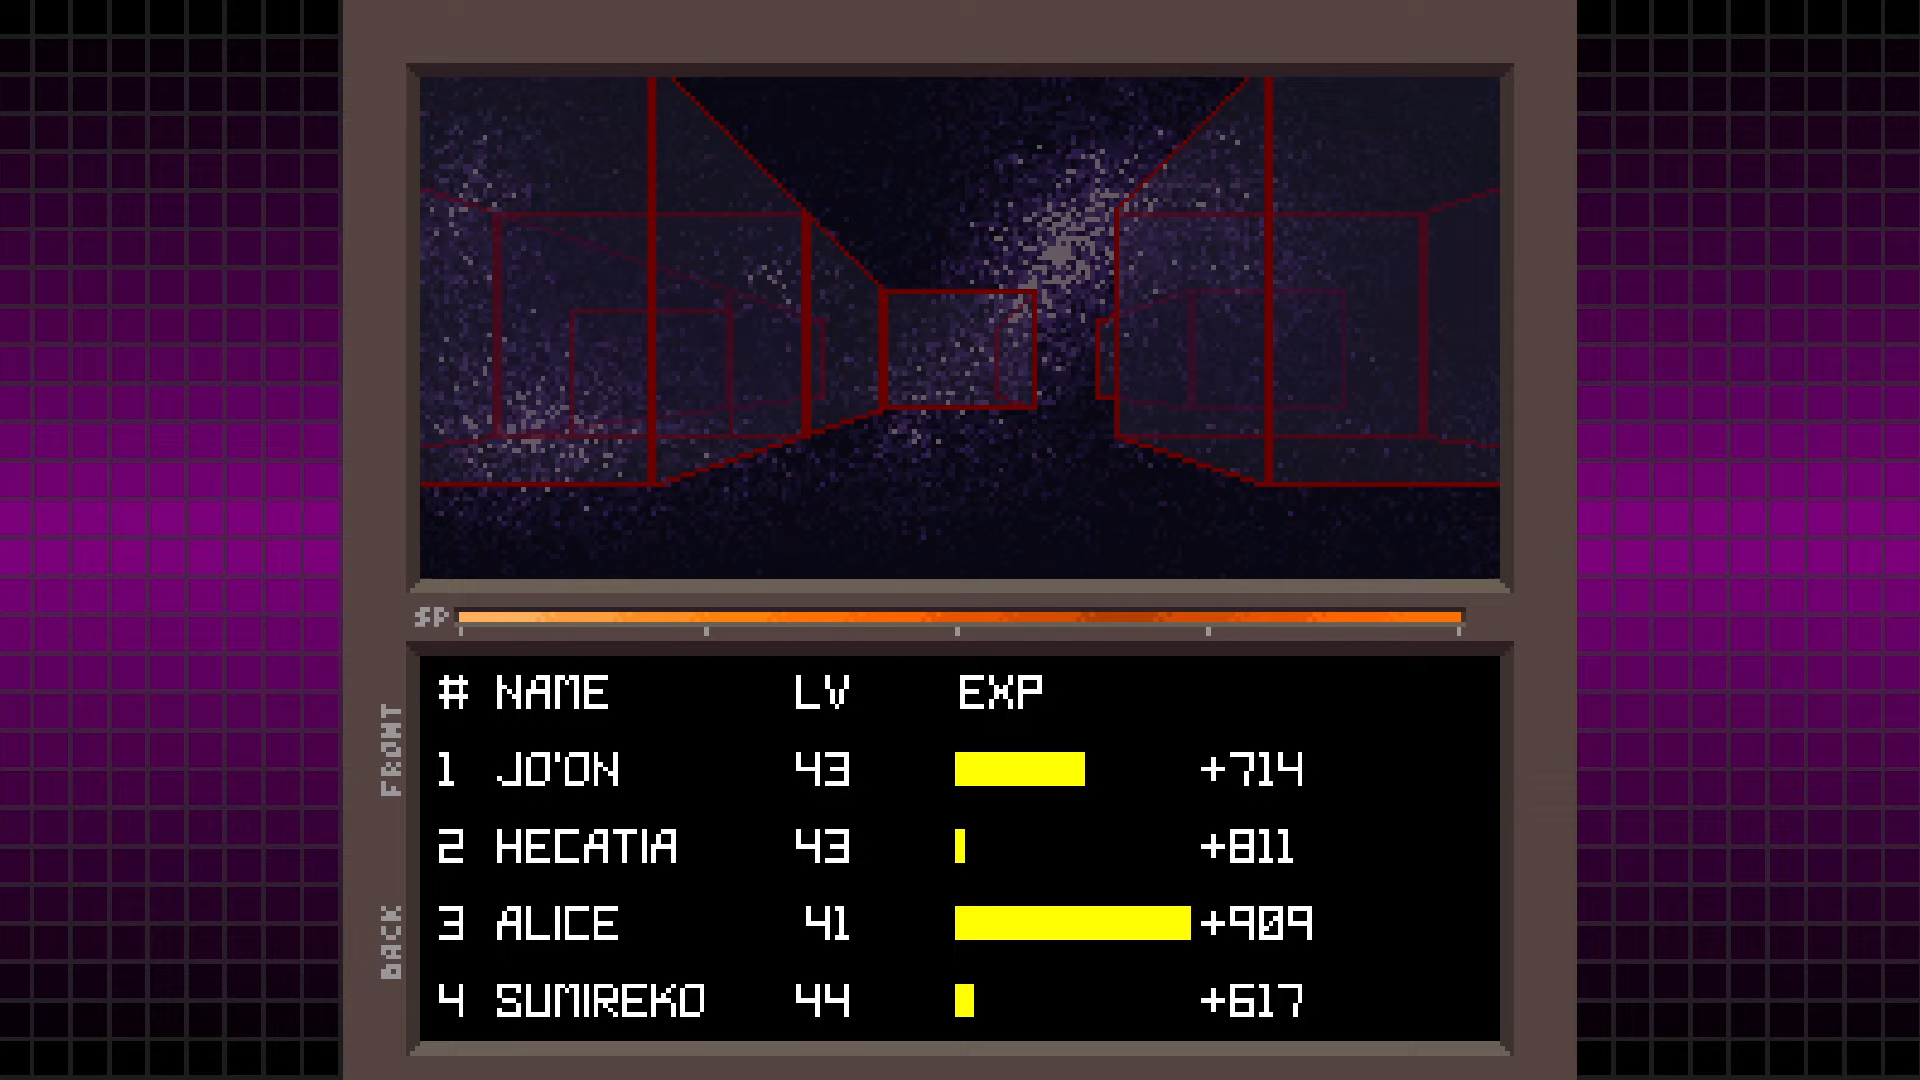 SP
FRONT
BACK
# NAME LV EXP
1 JO'ON 43 +714
2 HECATIA 43 +811
3 ALICE 41 +909
4 SUMIREKO 44 +617